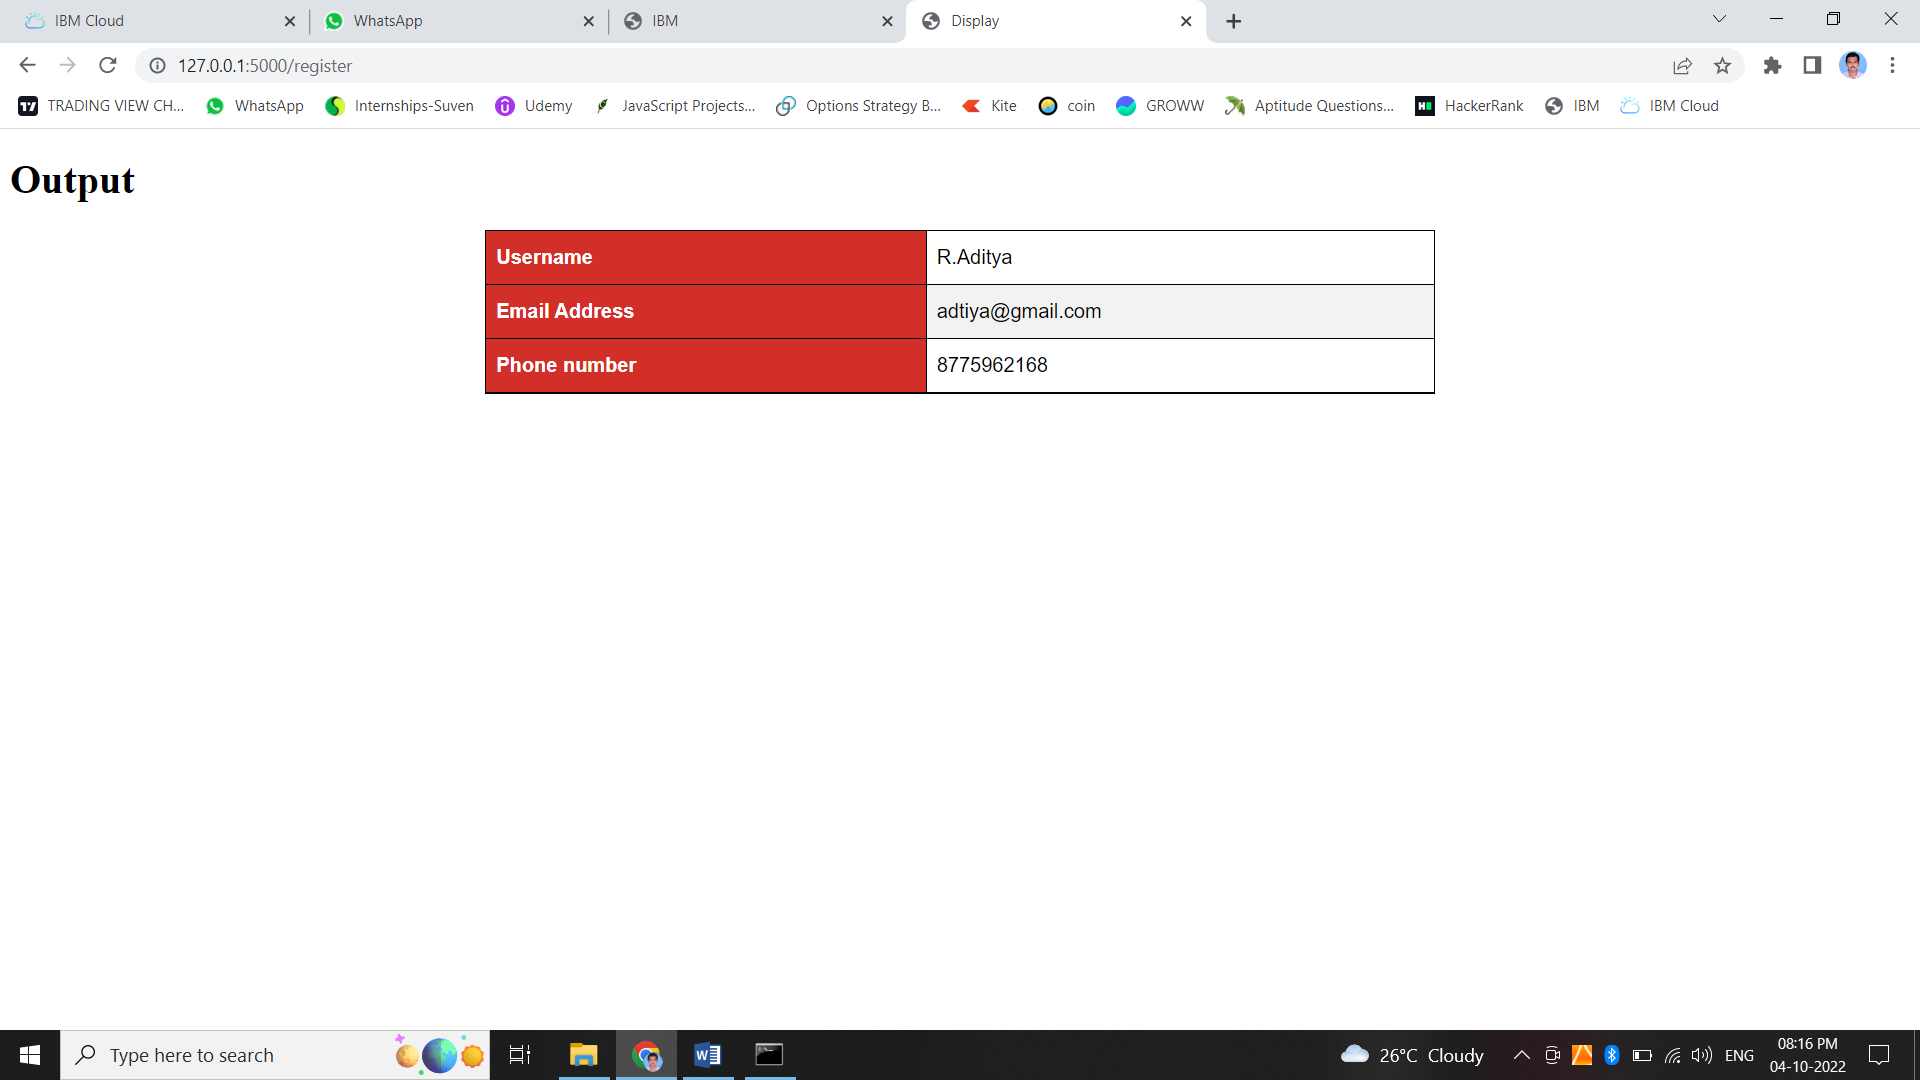 IBM Cloud WhatsApp IBM Display
127.0.0.1:5000/register
TRADING VIEW CH... WhatsApp Internships-Suven Udemy JavaScript Projects... Options Strategy B... Kite coin GROWW Aptitude Questions... HackerRank IBM IBM Cloud
Output
Username R.Aditya
Email Address adtiya@gmail.com
Phone number 8775962168
Type here to search 26°C Cloudy ENG 08:16 PM
04-10-2022